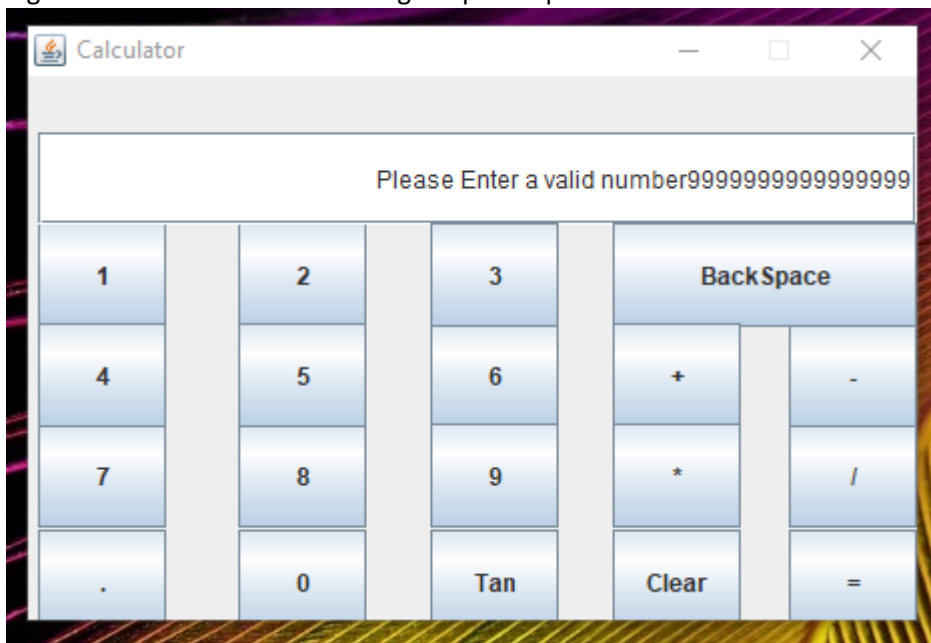 Calculator
Please Enter a valid number9999999999999999
1 2 3 BackSpace
4 5 6 + -
7 8 9 * /
. 0 Tan Clear =